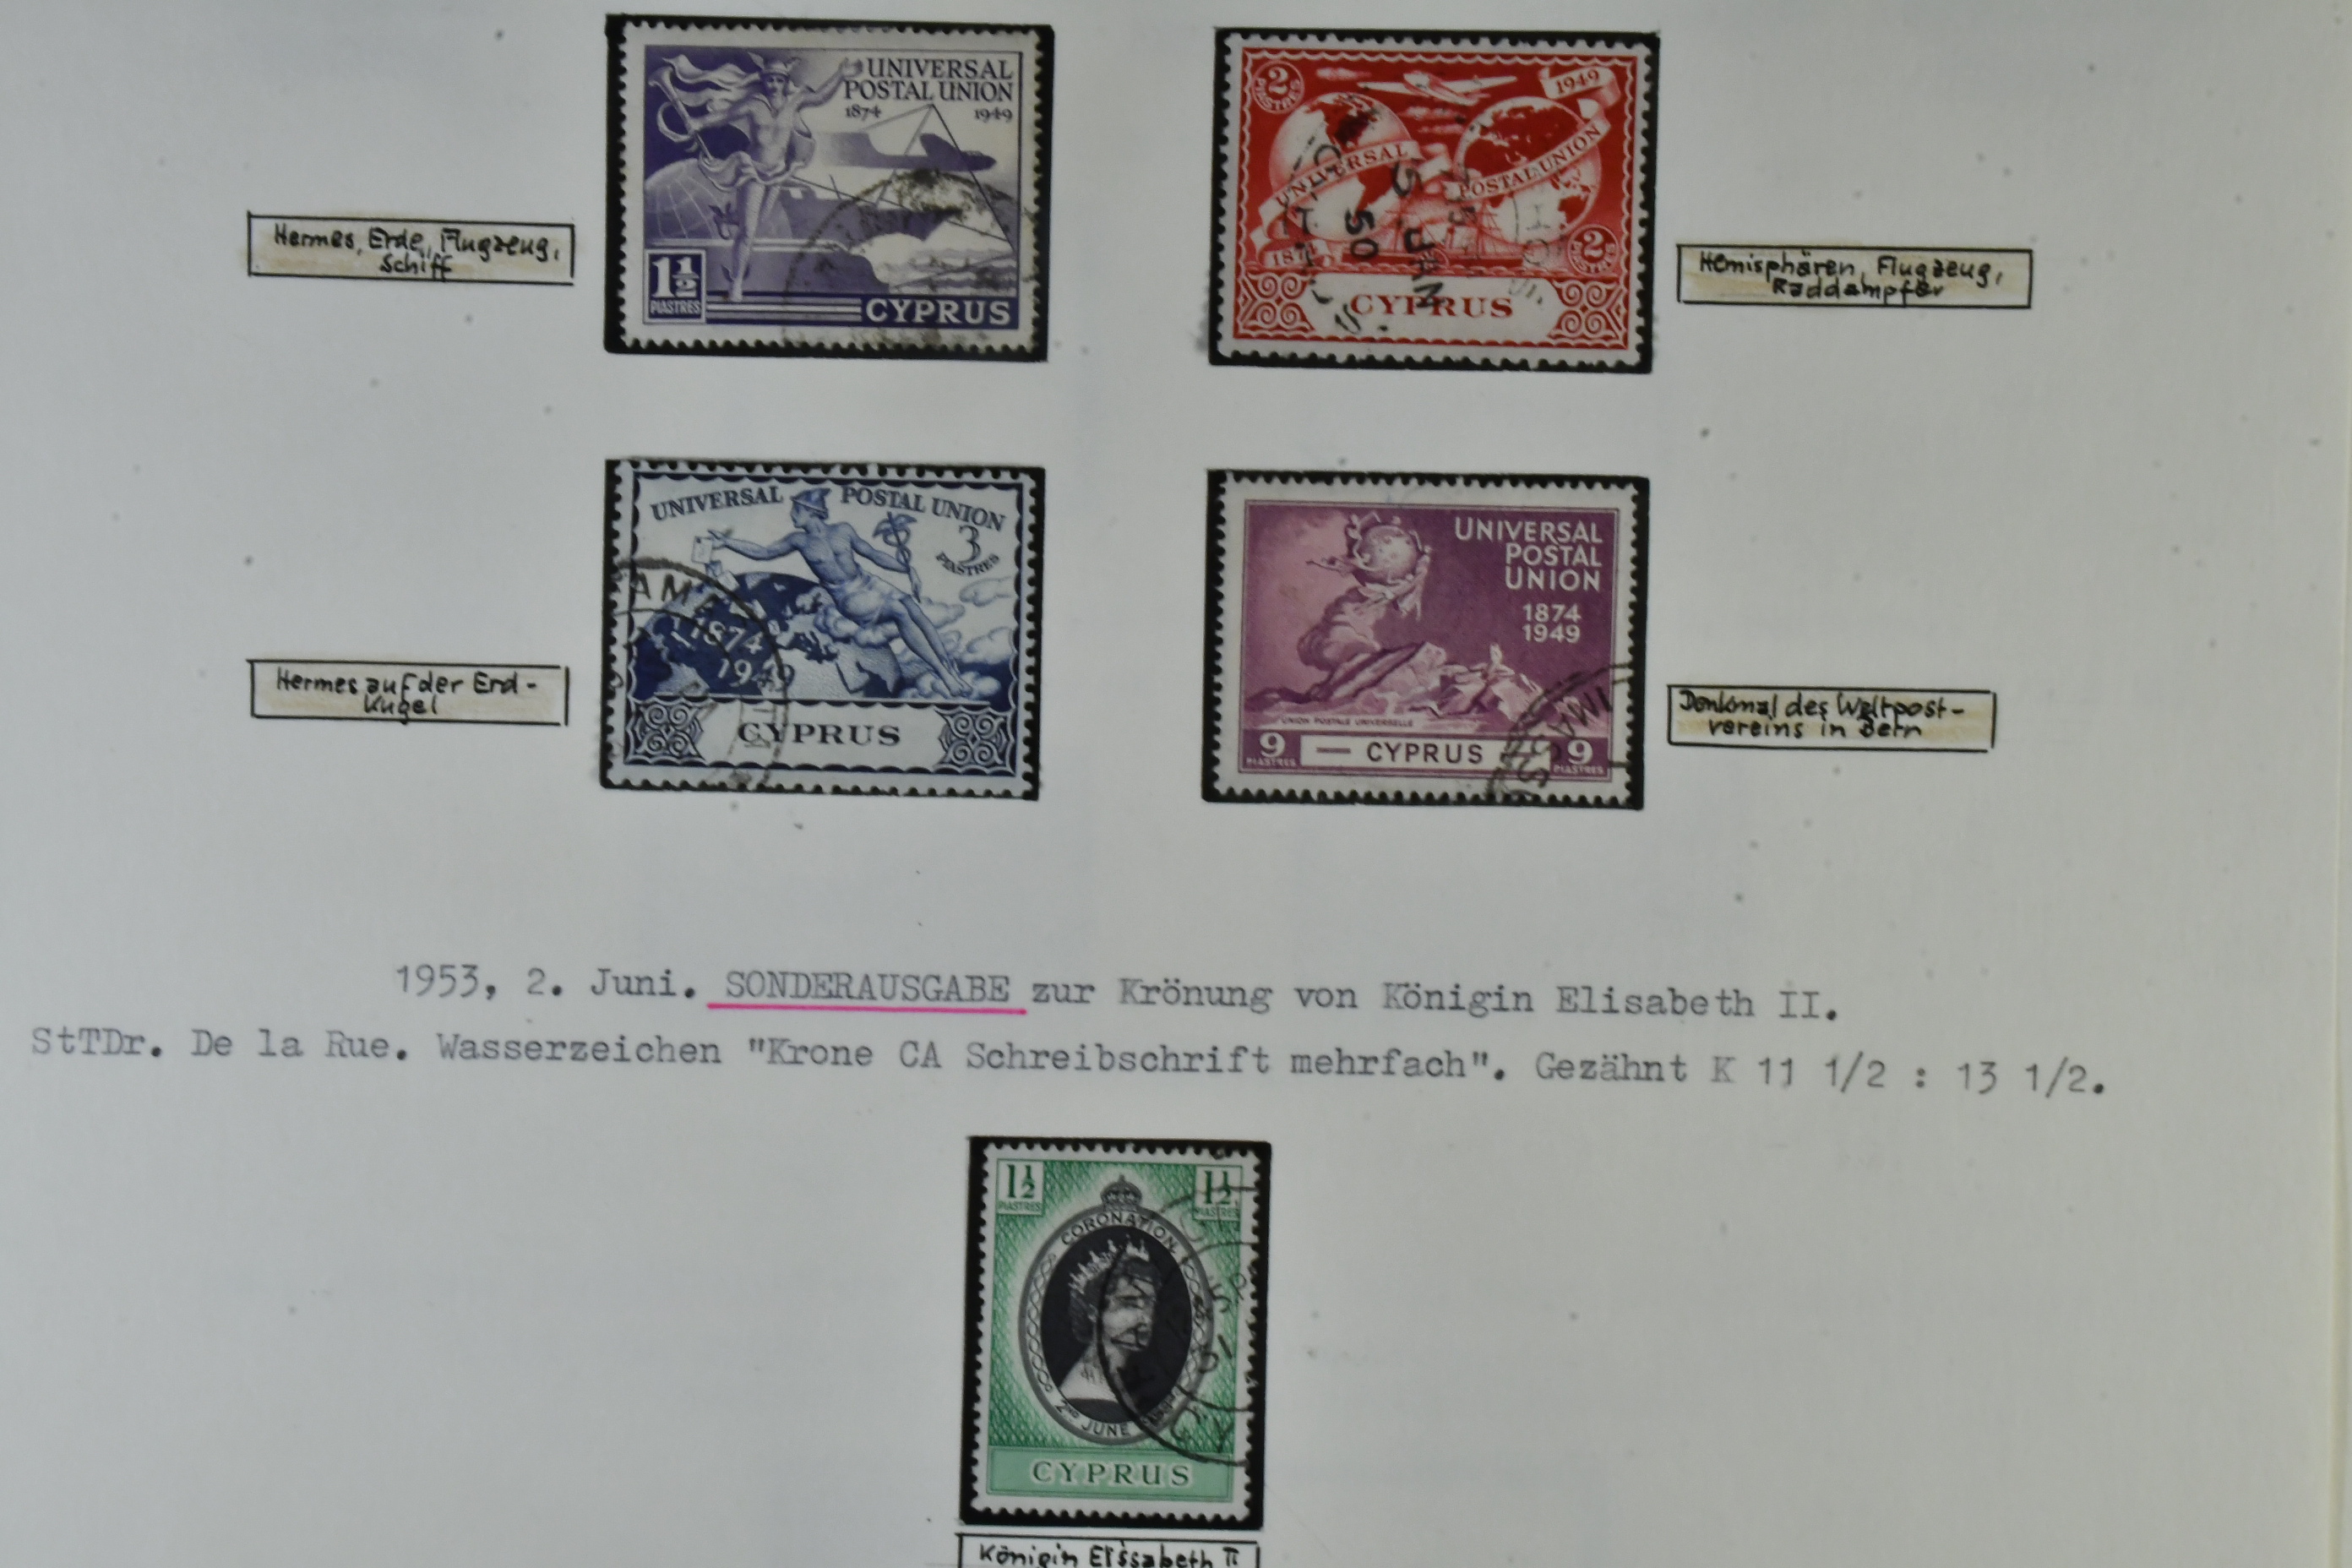 UNIVERSAL
POSTAL UNION
1874 1949
1½
PIASTRES
CYPRUS
Hermes, Erde, Flugzeug,
Schiff
2
PIASTRES
1949
UNIVERSAL POSTAL UNION
2
CYPRUS
5 JAN
50
Hemisphären, Flugzeug,
Raddampfer
UNIVERSAL POSTAL UNION
3
PIASTRES
1874
1949
CYPRUS
Hermes auf der Erd-
kugel
UNIVERSAL
POSTAL
UNION
1874
1949
UNION POSTALE UNIVERSELLE
9 CYPRUS 9
PIASTRES PIASTRES
Denkmal des Weltpost-
vereins in Bern
1953, 2. Juni. SONDERAUSGABE zur Krönung von Königin Elisabeth II.
StTDr. De la Rue. Wasserzeichen "Krone CA Schreibschrift mehrfach". Gezähnt K 11 1/2 : 13 1/2.
1½ 1½
PIASTRES PIASTRES
CORONATION
2ND JUNE
CYPRUS
Königin Elisabeth II